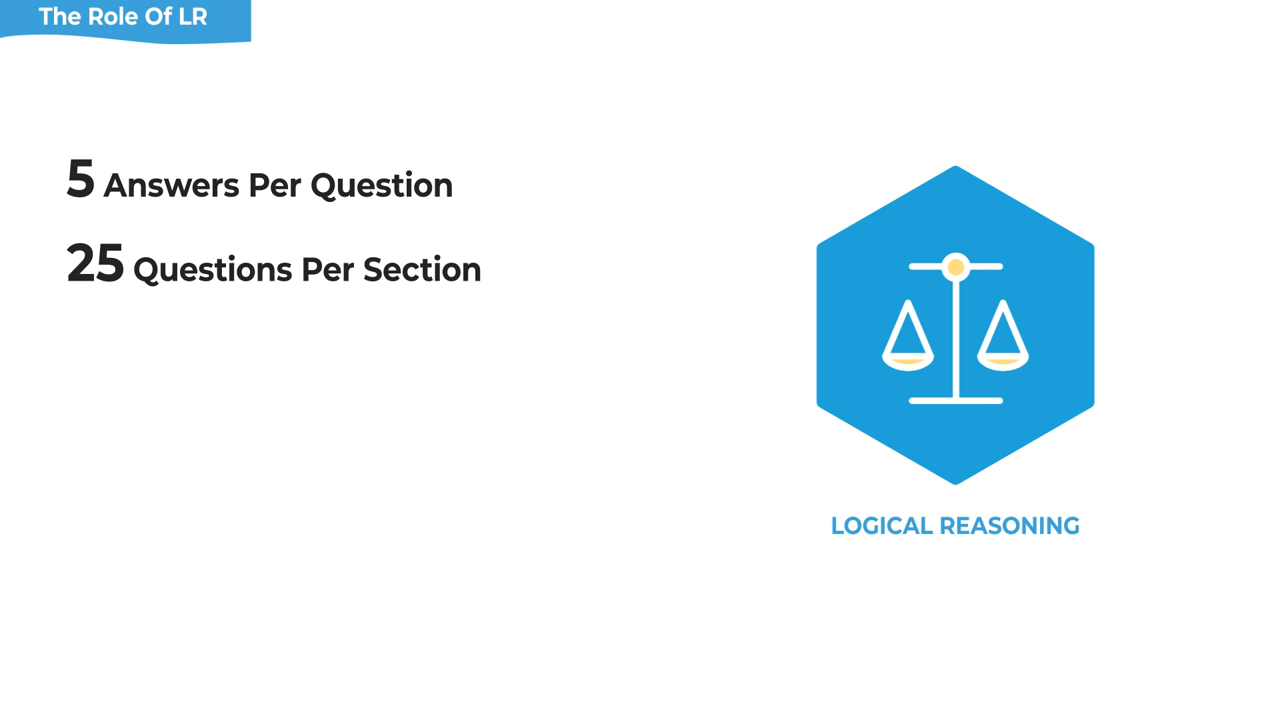 The Role Of LR
5 Answers Per Question
25 Questions Per Section
LOGICAL REASONING